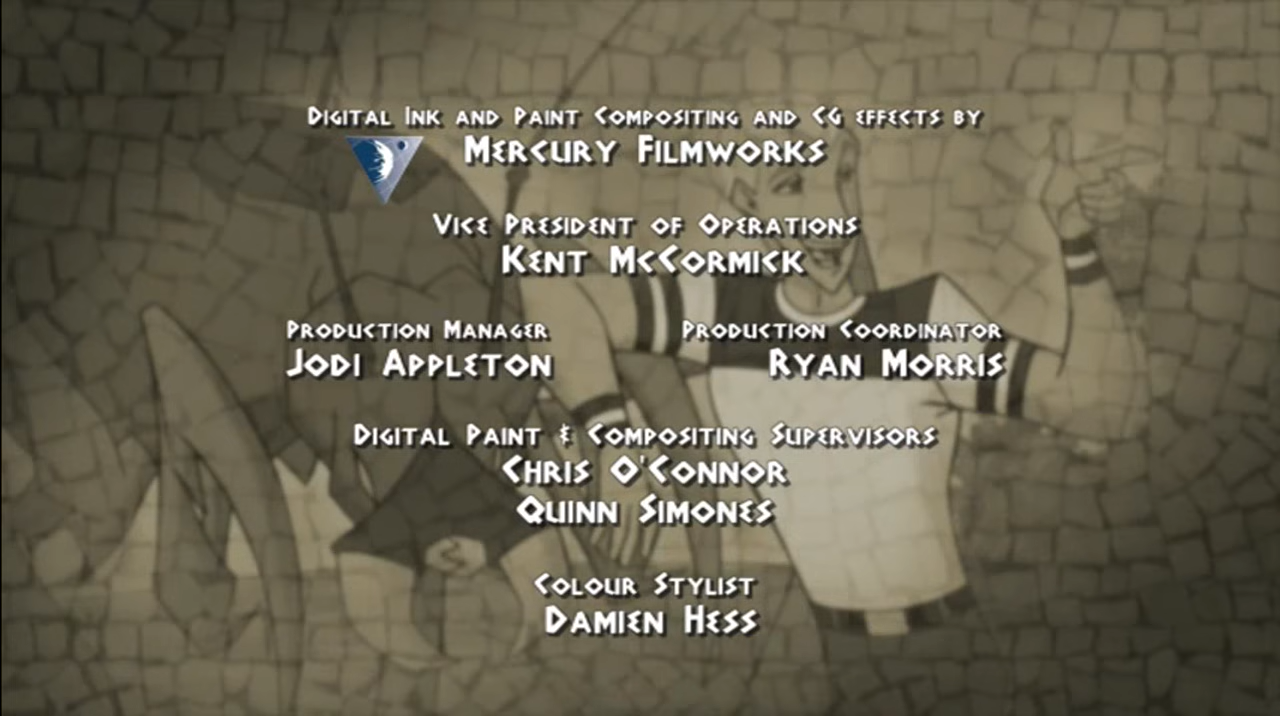 Digital Ink and Paint Compositing and CG effects by
Mercury Filmworks
Vice President of Operations
Kent McCormick
Production Manager
Jodi Appleton
Production Coordinator
Ryan Morris
Digital Paint & Compositing Supervisors
Chris O'Connor
Quinn Simones
Colour Stylist
Damien Hess